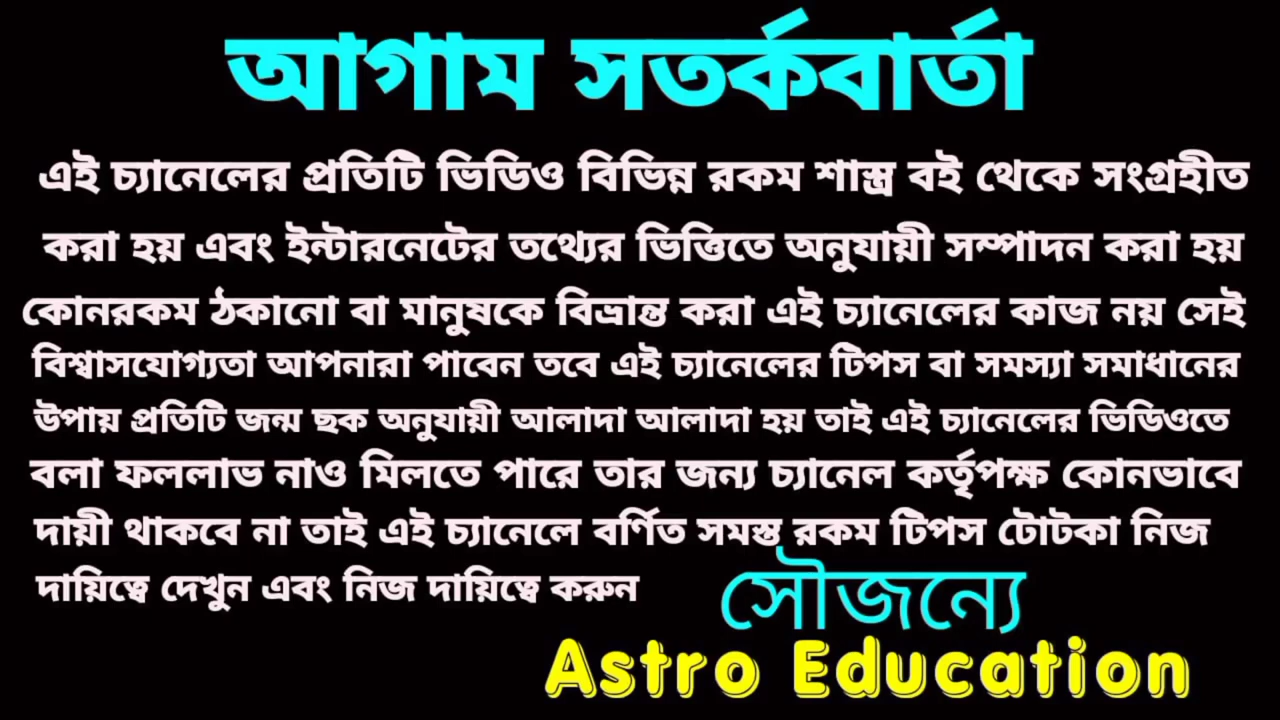 আগাম সতর্কবার্তা
এই চ্যানেলের প্রতিটি ভিডিও বিভিন্ন রকম শাস্ত্র বই থেকে সংগ্রহীত
করা হয় এবং ইন্টারনেটের তথ্যের ভিত্তিতে অনুযায়ী সম্পাদন করা হয়
কোনরকম ঠকানো বা মানুষকে বিভ্রান্ত করা এই চ্যানেলের কাজ নয় সেই
বিশ্বাসযোগ্যতা আপনারা পাবেন তবে এই চ্যানেলের টিপস বা সমস্যা সমাধানের
উপায় প্রতিটি জন্ম ছক অনুযায়ী আলাদা আলাদা হয় তাই এই চ্যানেলের ভিডিওতে
বলা ফললাভ নাও মিলতে পারে তার জন্য চ্যানেল কর্তৃপক্ষ কোনভাবে
দায়ী থাকবে না তাই এই চ্যানেলে বর্ণিত সমস্ত রকম টিপস টোটকা নিজ
দায়িত্বে দেখুন এবং নিজ দায়িত্বে করুন
সৌজন্যে
Astro Education